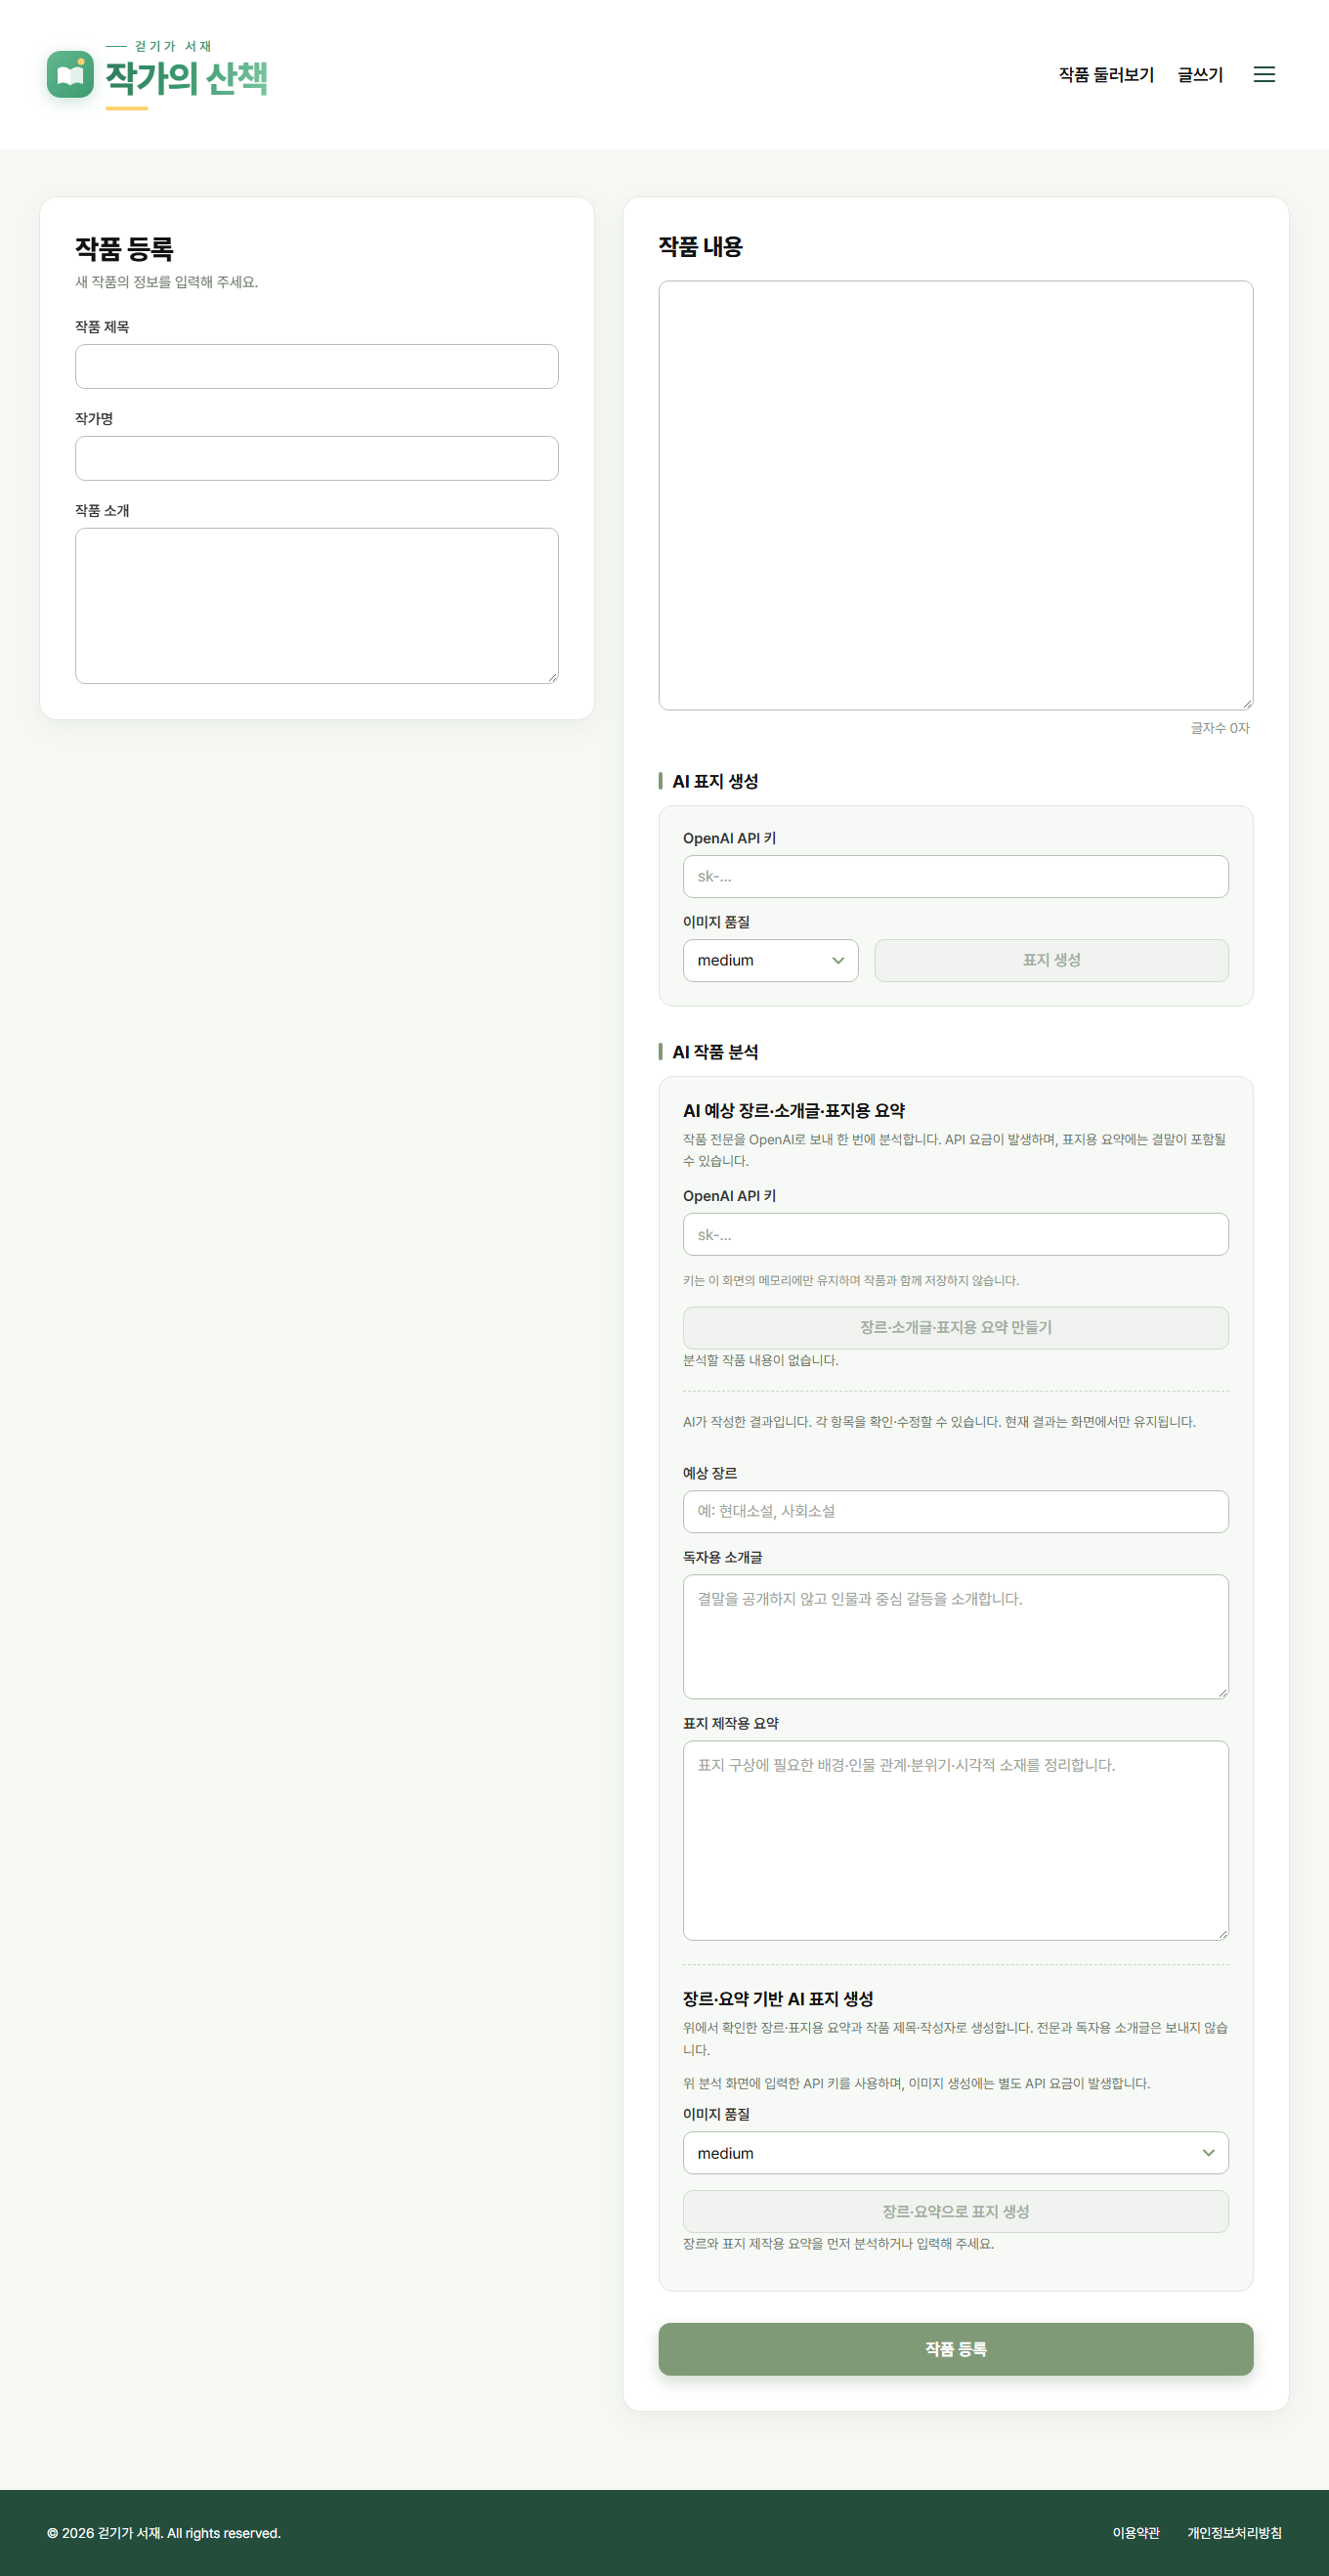 걷기가 서재
작가의 산책
작품 둘러보기
글쓰기
작품 등록
새 작품의 정보를 입력해 주세요.
작품 제목
작가명
작품 소개
작품 내용
글자수 0자
AI 표지 생성
OpenAI API 키
sk-...
이미지 품질
medium
표지 생성
AI 작품 분석
AI 예상 장르·소개글·표지용 요약
작품 전문을 OpenAI로 보내 한 번에 분석합니다. API 요금이 발생하며, 표지용 요약에는 결말이 포함될
수 있습니다.
OpenAI API 키
sk-...
키는 이 화면의 메모리에만 유지하며 작품과 함께 저장하지 않습니다.
장르·소개글·표지용 요약 만들기
분석할 작품 내용이 없습니다.
AI가 작성한 결과입니다. 각 항목을 확인·수정할 수 있습니다. 현재 결과는 화면에서만 유지됩니다.
예상 장르
예: 현대소설, 사회소설
독자용 소개글
결말을 공개하지 않고 인물과 중심 갈등을 소개합니다.
표지 제작용 요약
표지 구상에 필요한 배경·인물 관계·분위기·시각적 소재를 정리합니다.
장르·요약 기반 AI 표지 생성
위에서 확인한 장르·표지용 요약과 작품 제목·작성자로 생성합니다. 전문과 독자용 소개글은 보내지 않습
니다.
위 분석 화면에 입력한 API 키를 사용하며, 이미지 생성에는 별도 API 요금이 발생합니다.
이미지 품질
medium
장르·요약으로 표지 생성
장르와 표지 제작용 요약을 먼저 분석하거나 입력해 주세요.
작품 등록
© 2026 걷기가 서재. All rights reserved.
이용약관
개인정보처리방침